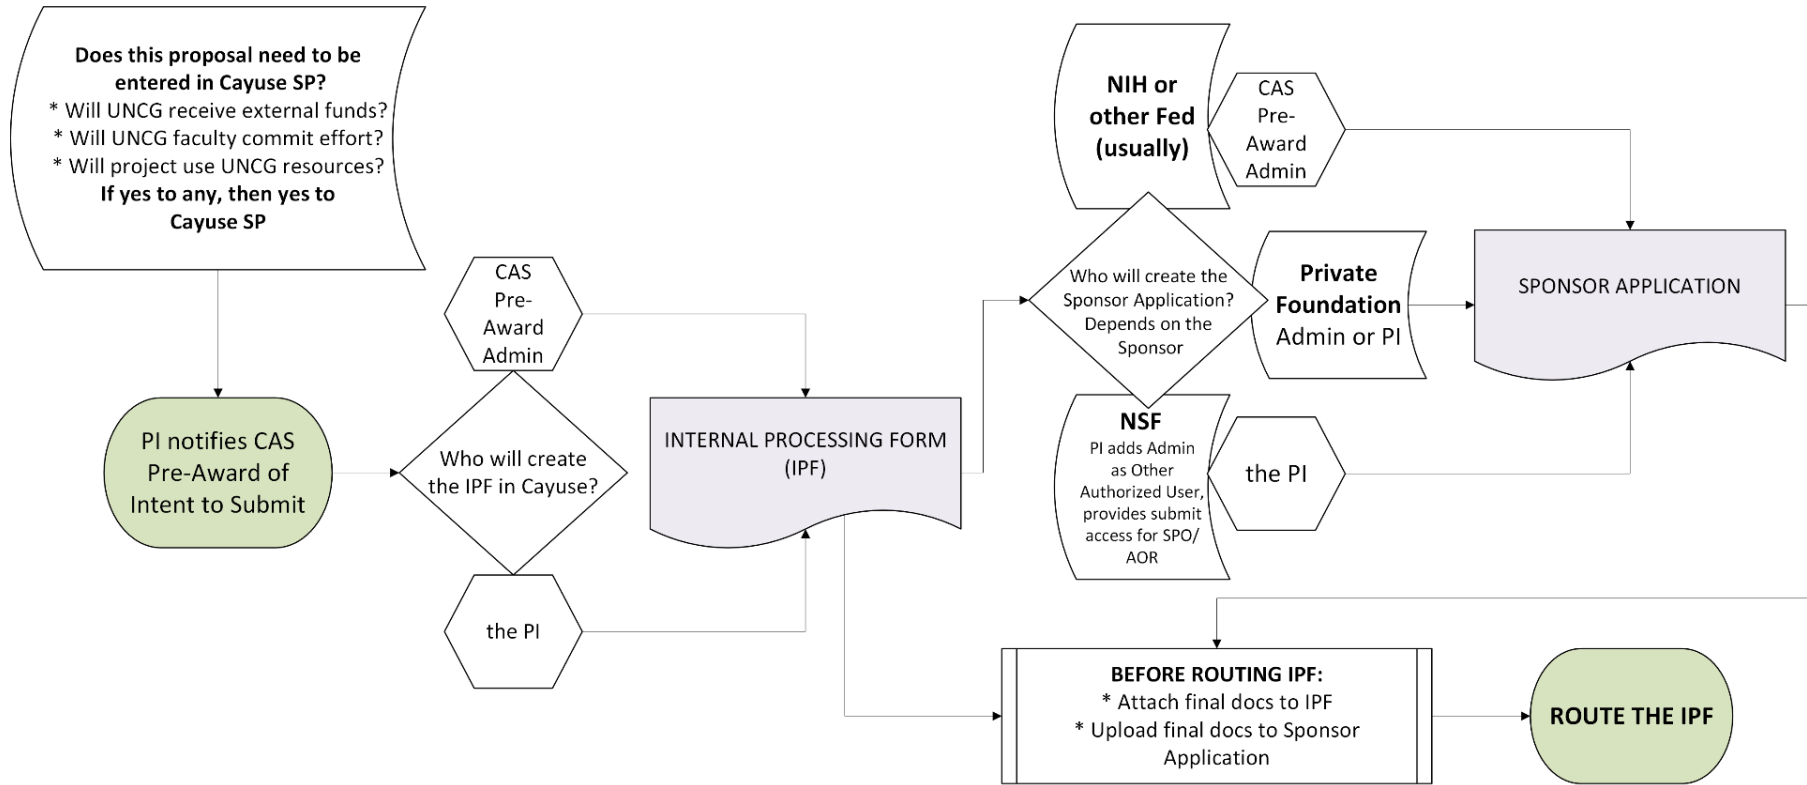 Does this proposal need to be
entered in Cayuse SP?
* Will UNCG receive external funds?
* Will UNCG faculty commit effort?
* Will project use UNCG resources?
If yes to any, then yes to
Cayuse SP
PI notifies CAS
Pre-Award of
Intent to Submit
CAS
Pre-
Award
Admin
Who will create
the IPF in Cayuse?
the PI
INTERNAL PROCESSING FORM
(IPF)
NIH or
other Fed
(usually)
CAS
Pre-
Award
Admin
Who will create the
Sponsor Application?
Depends on the
Sponsor
Private
Foundation
Admin or PI
NSF
PI adds Admin
as Other
Authorized User,
provides submit
access for SPO/
AOR
the PI
SPONSOR APPLICATION
BEFORE ROUTING IPF:
* Attach final docs to IPF
* Upload final docs to Sponsor
Application
ROUTE THE IPF